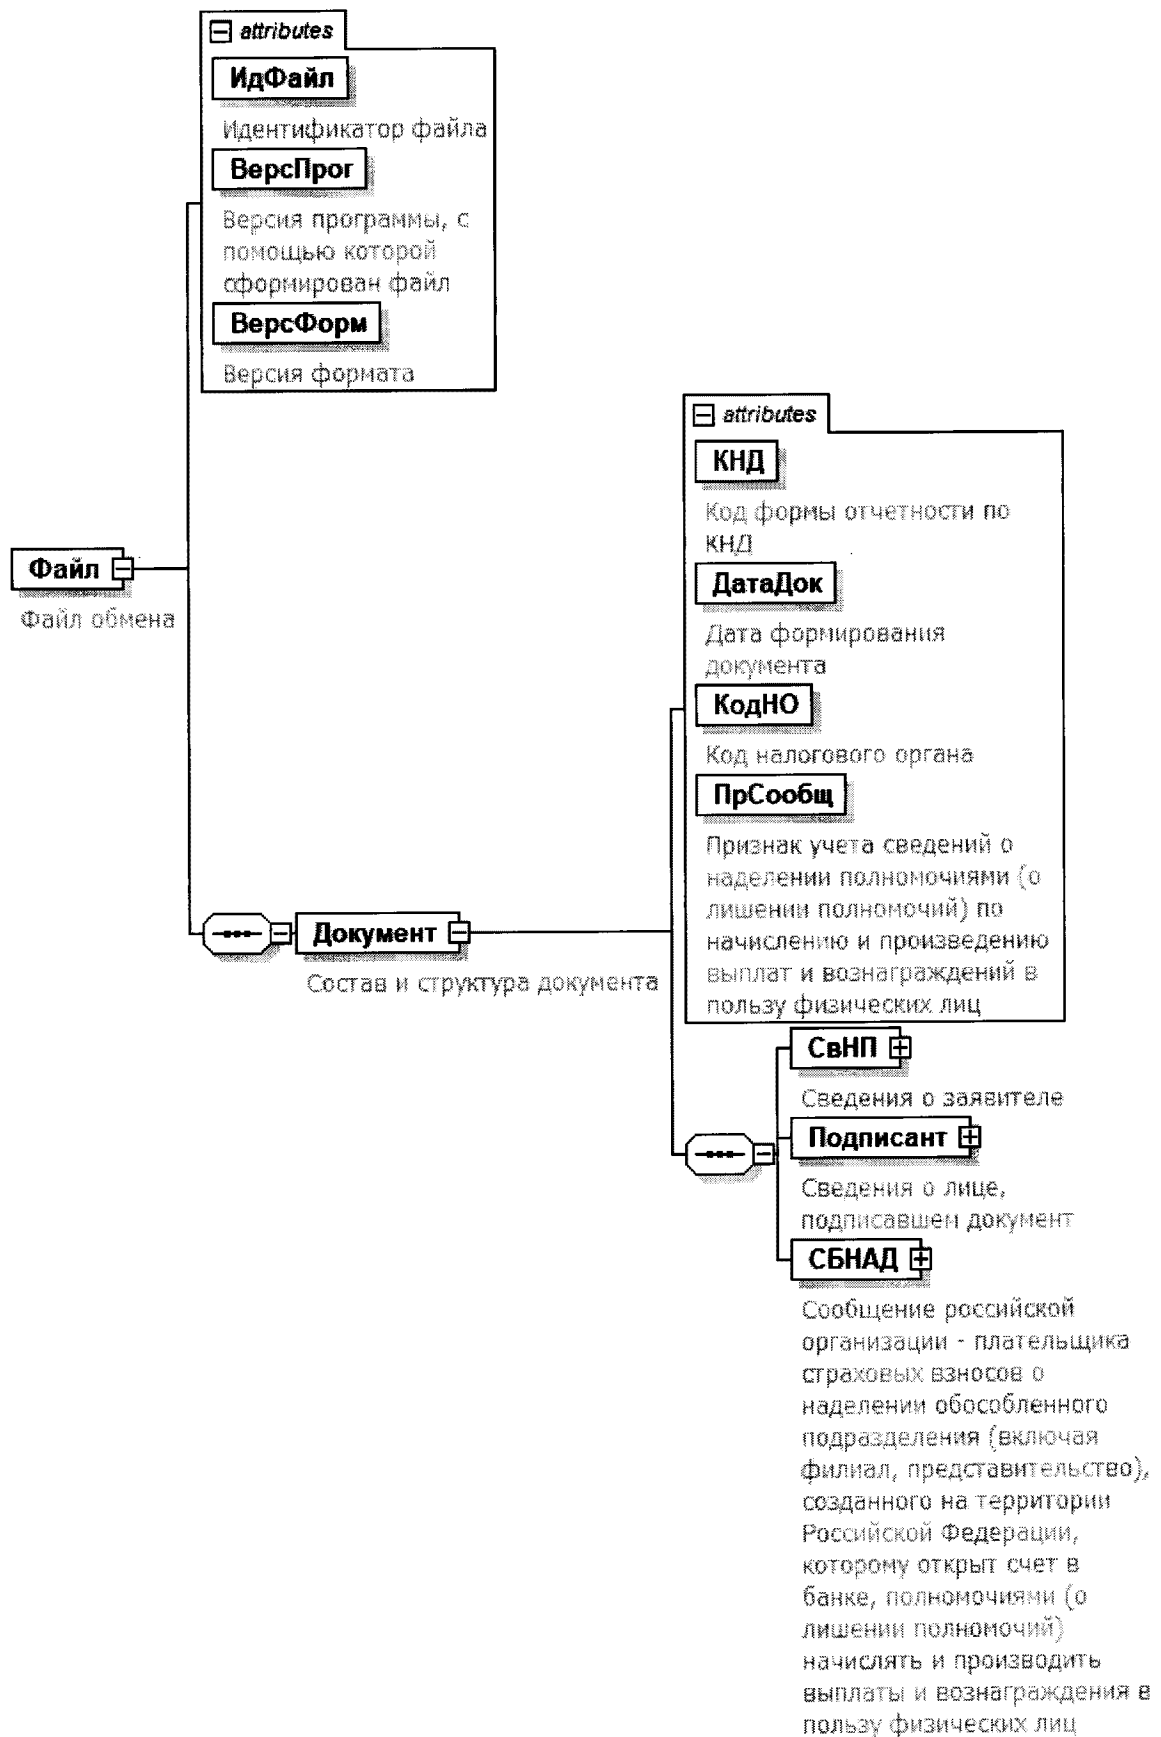 attributes
ИдФайл
Идентификатор файла
ВерсПрог
Версия программы, с
помощью которой
сформирован файл
ВерсФорм
Версия формата
attributes
КНД
Код формы отчетности по
КНД
Файл
Файл обмена
ДатаДок
Дата формирования
документа
КодНО
Код налогового органа
ПрСообщ
Признак учета сведений о
наделении полномочиями (о
лишении полномочий) по
начислению и произведению
выплат и вознаграждений в
пользу физических лиц
Документ
Состав и структура документа
СвНП
Сведения о заявителе
Подписант
Сведения о лице,
подписавшем документ
СБНАД
Сообщение российской
организации - плательщика
страховых взносов о
наделении обособленного
подразделения (включая
филиал, представительство),
созданного на территории
Российской Федерации,
которому открыт счет в
банке, полномочиями (о
лишении полномочий)
начислять и производить
выплаты и вознаграждения в
пользу физических лиц